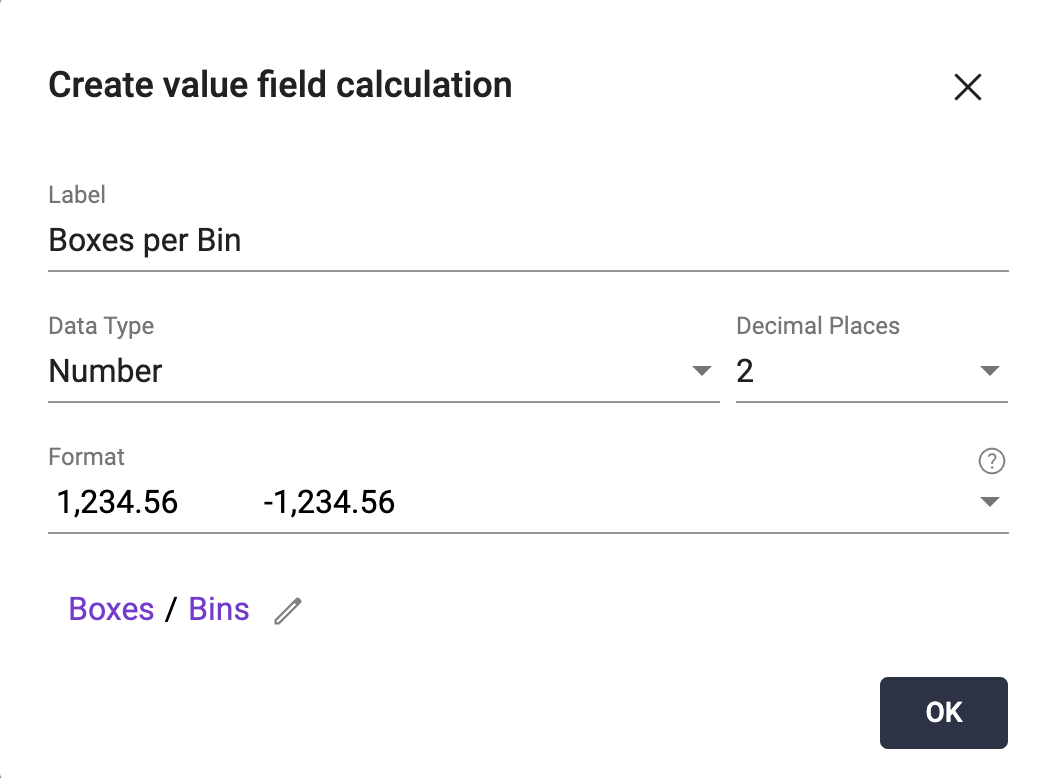 Create value field calculation
Label
Boxes per Bin
Data Type
Decimal Places
Number
2
Format
1,234.56 -1,234.56
Boxes / Bins
OK